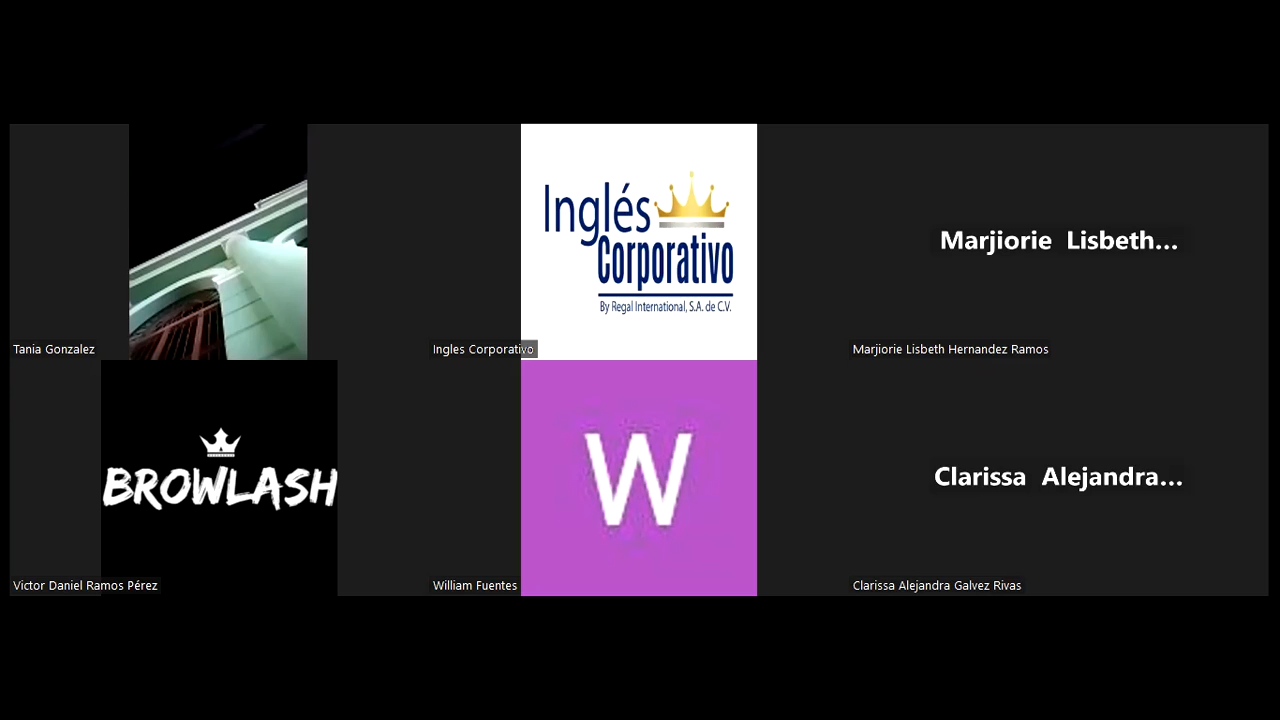 Inglés
Corporativo
By Regal International, S.A. de C.V.
Marjiorie Lisbeth...
Tania Gonzalez
Ingles Corporativo
Marjiorie Lisbeth Hernandez Ramos
BROWLASH
W
Clarissa Alejandra...
Victor Daniel Ramos Pérez
William Fuentes
Clarissa Alejandra Galvez Rivas